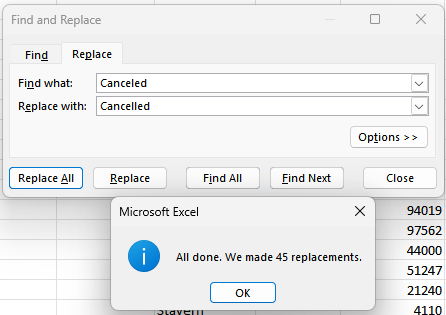 Find and Replace
Find Replace
Find what: Canceled
Replace with: Cancelled
Options >>
Replace All Replace Find All Find Next Close
94019
Microsoft Excel
97562
All done. We made 45 replacements.
44000
51247
OK
21240
4110